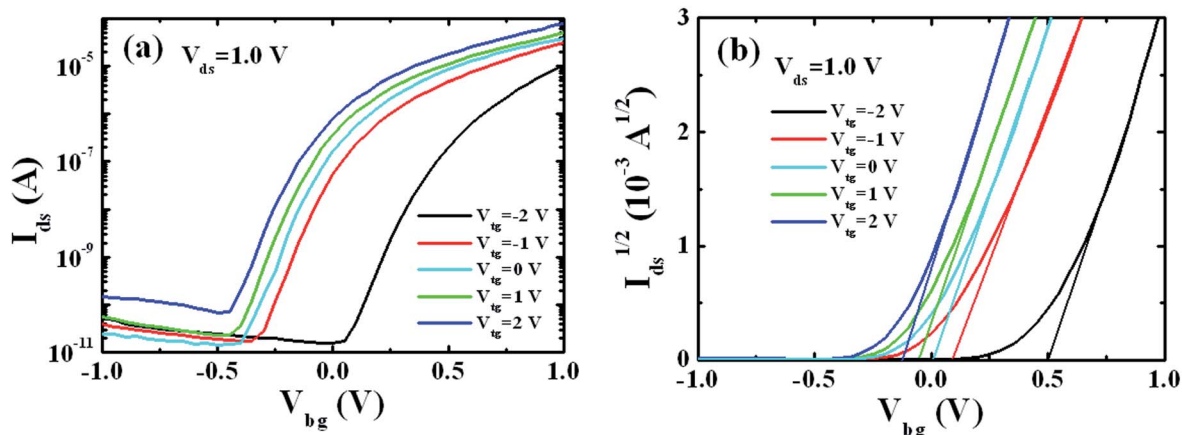 (a)
V_ds=1.0 V
10^-5
10^-7
10^-9
10^-11
I_ds (A)
V_tg=-2 V
V_tg=-1 V
V_tg=0 V
V_tg=1 V
V_tg=2 V
-1.0 -0.5 0.0 0.5 1.0
V_bg (V)
(b)
V_ds=1.0 V
3
2
1
0
I_ds^1/2 (10^-3 A^1/2)
V_tg=-2 V
V_tg=-1 V
V_tg=0 V
V_tg=1 V
V_tg=2 V
-1.0 -0.5 0.0 0.5 1.0
V_bg (V)